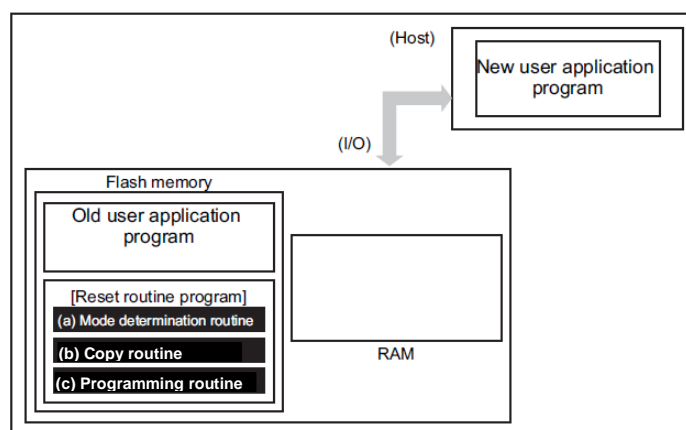 (Host)
New user application
program
(I/O)
Flash memory
Old user application
program
[Reset routine program]
(a) Mode determination routine
(b) Copy routine
(c) Programming routine
RAM